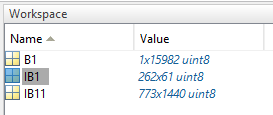 Workspace
Name Value
B1 1x15982 uint8
IB1 262x61 uint8
IB11 773x1440 uint8